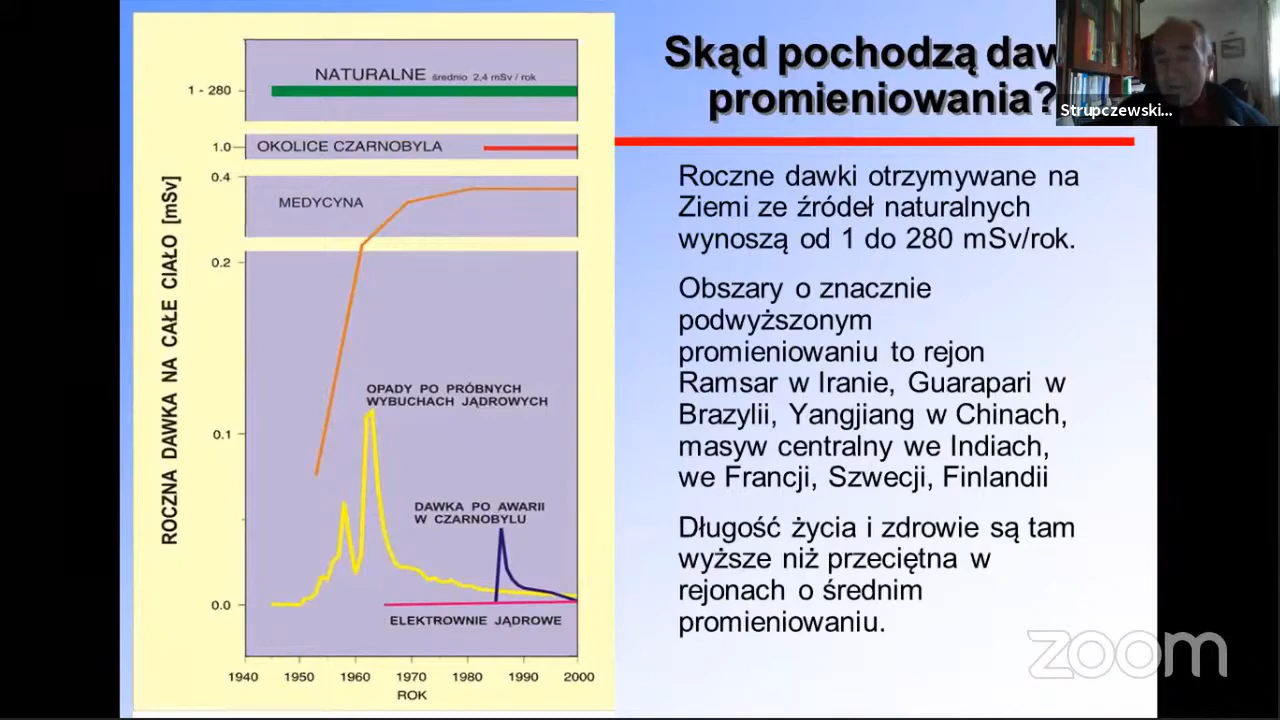 Skąd pochodzą daw
promieniowania?
Strupczewski...
NATURALNE średnio 2,4 mSv / rok
1 - 280
1.0
OKOLICE CZARNOBYLA
0.4
MEDYCYNA
0.2
ROCZNA DAWKA NA CAŁE CIAŁO [mSv]
OPADY PO PRÓBNYCH
WYBUCHACH JĄDROWYCH
0.1
DAWKA PO AWARII
W CZARNOBYLU
0.0
ELEKTROWNIE JĄDROWE
1940 1950 1960 1970 1980 1990 2000
ROK
Roczne dawki otrzymywane na
Ziemi ze źródeł naturalnych
wynoszą od 1 do 280 mSv/rok.
Obszary o znacznie
podwyższonym
promieniowaniu to rejon
Ramsar w Iranie, Guarapari w
Brazylii, Yangjiang w Chinach,
masyw centralny we Indiach,
we Francji, Szwecji, Finlandii
Długość życia i zdrowie są tam
wyższe niż przeciętna w
rejonach o średnim
promieniowaniu.
zoom